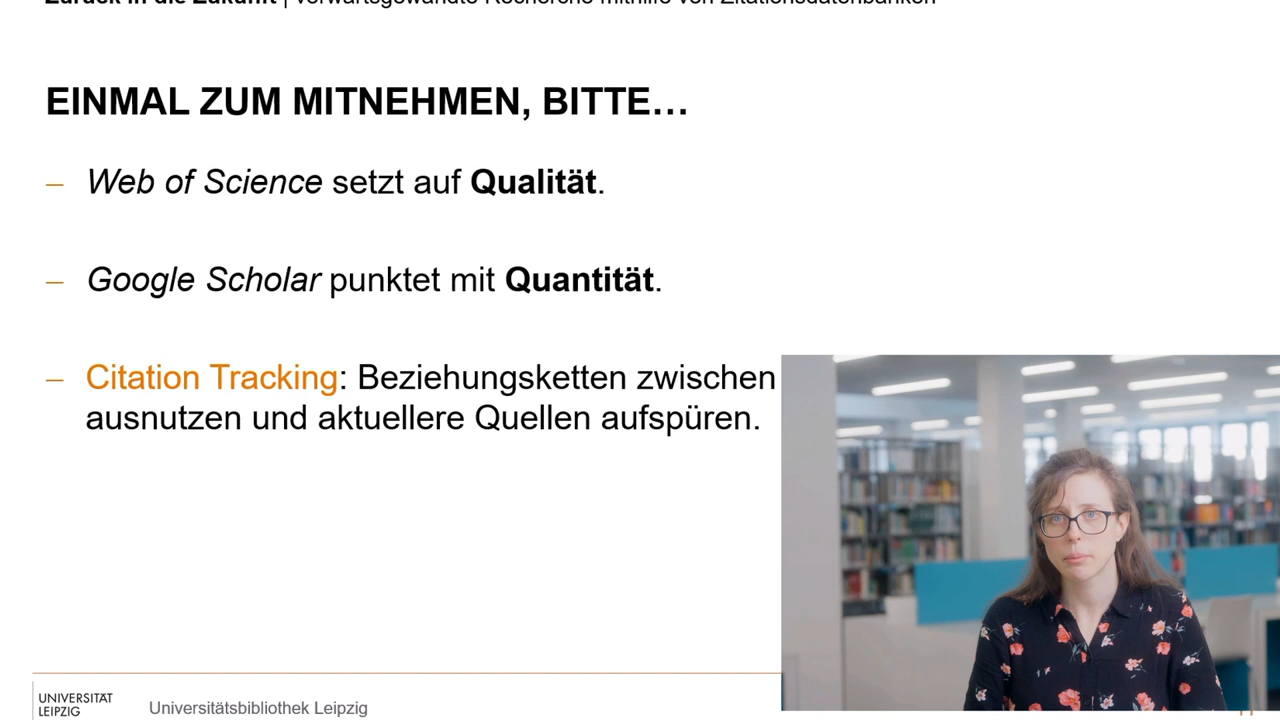 Zurück in die Zukunft | Vorwärtsgewandte Recherche mithilfe von Zitationsdatenbanken
EINMAL ZUM MITNEHMEN, BITTE…
– Web of Science setzt auf Qualität.
– Google Scholar punktet mit Quantität.
– Citation Tracking: Beziehungsketten zwischen
ausnutzen und aktuellere Quellen aufspüren.
UNIVERSITÄT
LEIPZIG
Universitätsbibliothek Leipzig